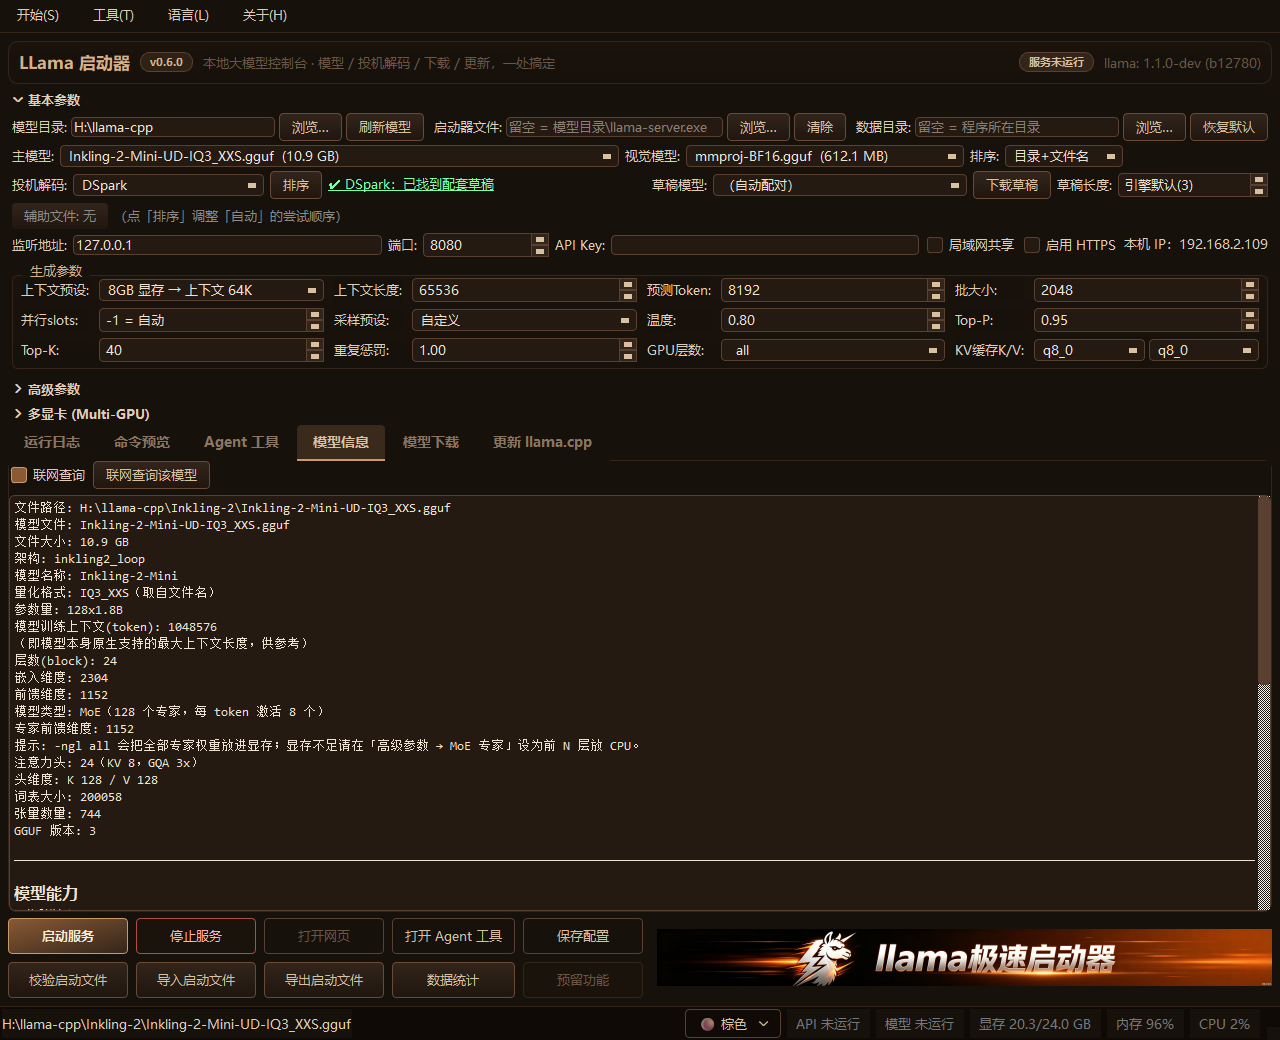 开始(S) 工具(T) 语言(L) 关于(H)
LLama 启动器 v0.6.0 本地大模型控制台 · 模型 / 投机解码 / 下载 / 更新，一处搞定 服务未运行 llama: 1.1.0-dev (b12780)
基本参数
模型目录: H:\llama-cpp 浏览... 刷新模型 启动器文件: 留空 = 模型目录\llama-server.exe 浏览... 清除 数据目录: 留空 = 程序所在目录 浏览... 恢复默认
主模型: Inkling-2-Mini-UD-IQ3_XXS.gguf (10.9 GB) 视觉模型: mmproj-BF16.gguf (612.1 MB) 排序: 目录+文件名
投机解码: DSpark 排序 ✔ DSpark：已找到配套草稿 草稿模型: （自动配对） 下载草稿 草稿长度: 引擎默认(3)
辅助文件: 无 （点「排序」调整「自动」的尝试顺序）
监听地址: 127.0.0.1 端口: 8080 API Key: 局域网共享 启用 HTTPS 本机 IP：192.168.2.109
生成参数
上下文预设: 8GB 显存 → 上下文 64K 上下文长度: 65536 预测Token: 8192 批大小: 2048
并行slots: -1 = 自动 采样预设: 自定义 温度: 0.80 Top-P: 0.95
Top-K: 40 重复惩罚: 1.00 GPU层数: all KV缓存K/V: q8_0 q8_0
高级参数
多显卡 (Multi-GPU)
运行日志 命令预览 Agent 工具 模型信息 模型下载 更新 llama.cpp
联网查询 联网查询该模型
文件路径: H:\llama-cpp\Inkling-2\Inkling-2-Mini-UD-IQ3_XXS.gguf
模型文件: Inkling-2-Mini-UD-IQ3_XXS.gguf
文件大小: 10.9 GB
架构: inkling2_loop
模型名称: Inkling-2-Mini
量化格式: IQ3_XXS（取自文件名）
参数量: 128x1.8B
模型训练上下文(token): 1048576
（即模型本身原生支持的最大上下文长度，供参考）
层数(block): 24
嵌入维度: 2304
前馈维度: 1152
模型类型: MoE（128 个专家，每 token 激活 8 个）
专家前馈维度: 1152
提示: -ngl all 会把全部专家权重放进显存；显存不足请在「高级参数 → MoE 专家」设为前 N 层放 CPU。
注意力头: 24（KV 8，GQA 3x）
头维度: K 128 / V 128
词表大小: 200058
张量数量: 744
GGUF 版本: 3
模型能力
启动服务 停止服务 打开网页 打开 Agent 工具 保存配置
校验启动文件 导入启动文件 导出启动文件 数据统计 预留功能
llama极速启动器
H:\llama-cpp\Inkling-2\Inkling-2-Mini-UD-IQ3_XXS.gguf 棕色 API 未运行 模型 未运行 显存 20.3/24.0 GB 内存 96% CPU 2%